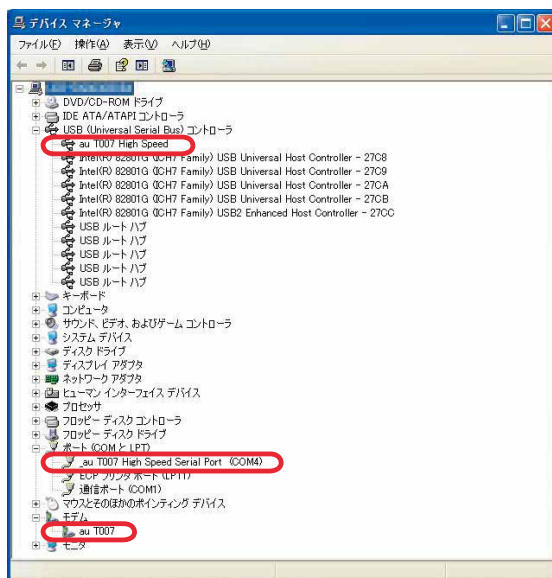 デバイス マネージャ
ファイル(F) 操作(A) 表示(V) ヘルプ(H)
DVD/CD-ROM ドライブ
IDE ATA/ATAPI コントローラ
USB (Universal Serial Bus) コントローラ
au T007 High Speed
Intel(R) 82801G (ICH7 Family) USB Universal Host Controller - 27C8
Intel(R) 82801G (ICH7 Family) USB Universal Host Controller - 27C9
Intel(R) 82801G (ICH7 Family) USB Universal Host Controller - 27CA
Intel(R) 82801G (ICH7 Family) USB Universal Host Controller - 27CB
Intel(R) 82801G (ICH7 Family) USB2 Enhanced Host Controller - 27CC
USB ルート ハブ
USB ルート ハブ
USB ルート ハブ
USB ルート ハブ
USB ルート ハブ
キーボード
コンピュータ
サウンド、ビデオ、およびゲーム コントローラ
システム デバイス
ディスク ドライブ
ディスプレイ アダプタ
ネットワーク アダプタ
ヒューマン インターフェイス デバイス
プロセッサ
フロッピー ディスク コントローラ
フロッピー ディスク ドライブ
ポート (COM と LPT)
_au T007 High Speed Serial Port (COM4)
ECP プリンタ ポート (LPT1)
通信ポート (COM1)
マウスとそのほかのポインティング デバイス
モデム
au T007
モニタ